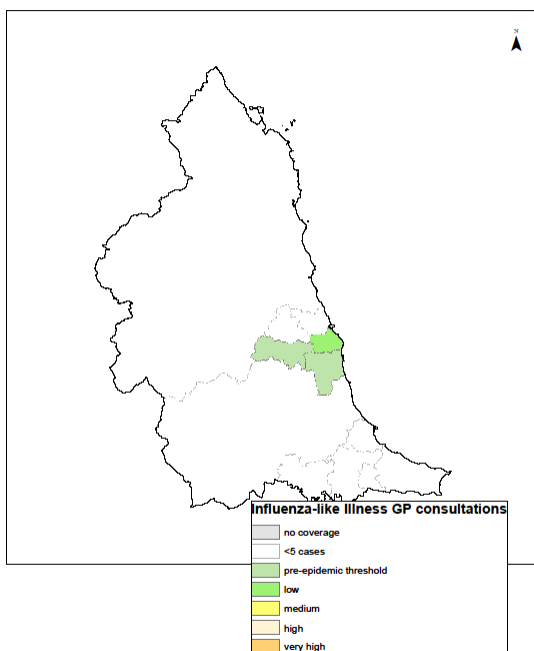 N
Influenza-like Illness GP consultations
no coverage
<5 cases
pre-epidemic threshold
low
medium
high
very high